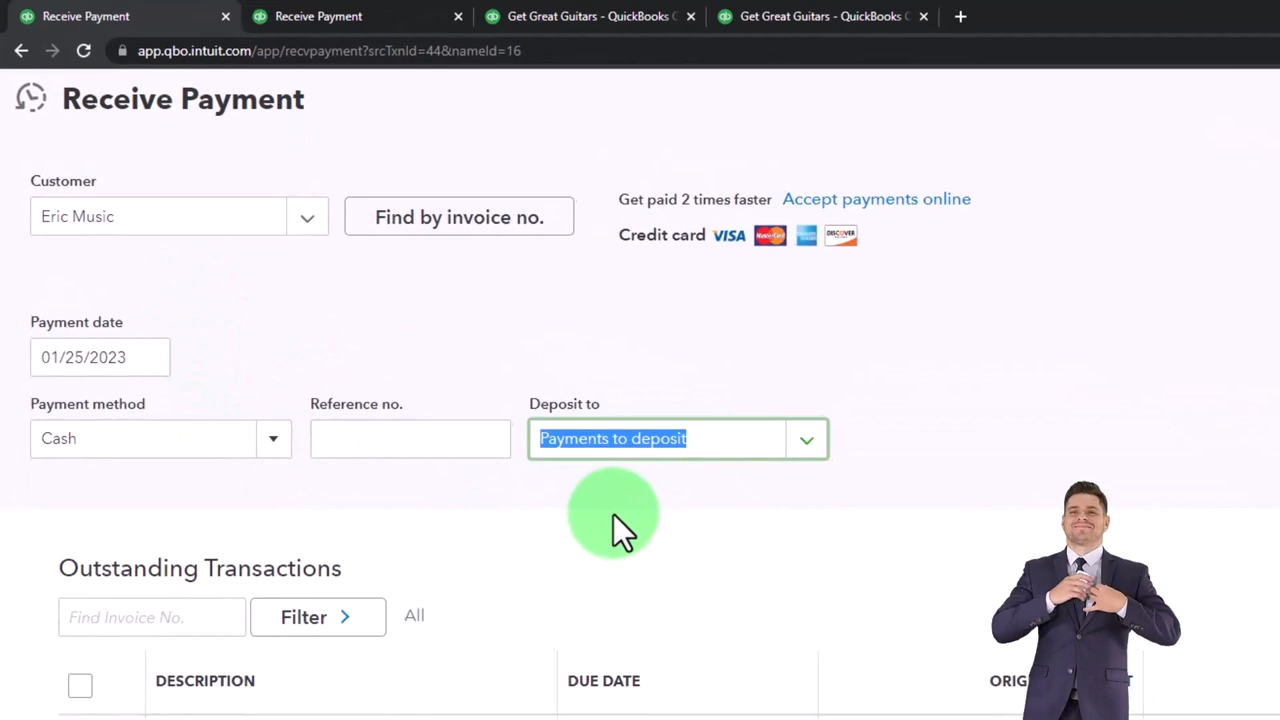 Receive Payment
Receive Payment
Get Great Guitars - QuickBooks
Get Great Guitars - QuickBooks
app.qbo.intuit.com/app/recvpayment?srcTxnId=44&nameId=16
Receive Payment
Customer
Eric Music
Find by invoice no.
Get paid 2 times faster Accept payments online
Credit card VISA MasterCard AMEX DISCOVER
Payment date
01/25/2023
Payment method
Reference no.
Deposit to
Cash
Payments to deposit
Outstanding Transactions
Find Invoice No.
Filter
All
DESCRIPTION
DUE DATE